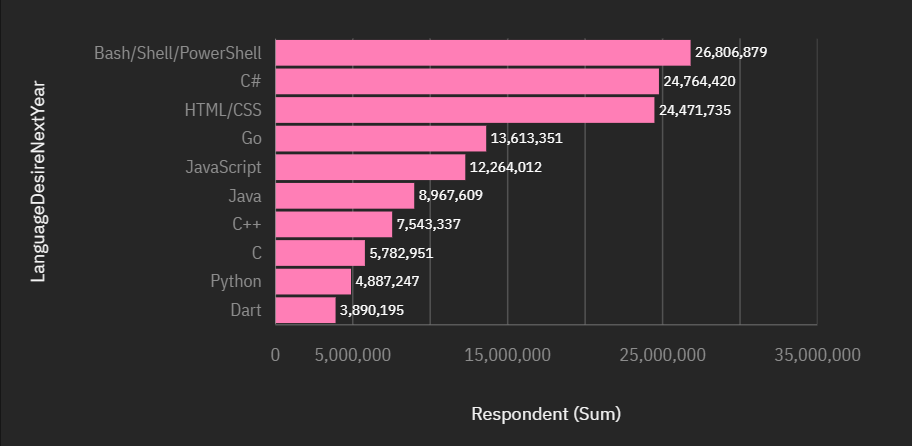 LanguageDesireNextYear
Bash/Shell/PowerShell 26,806,879
C# 24,764,420
HTML/CSS 24,471,735
Go 13,613,351
JavaScript 12,264,012
Java 8,967,609
C++ 7,543,337
C 5,782,951
Python 4,887,247
Dart 3,890,195
0 5,000,000 15,000,000 25,000,000 35,000,000
Respondent (Sum)